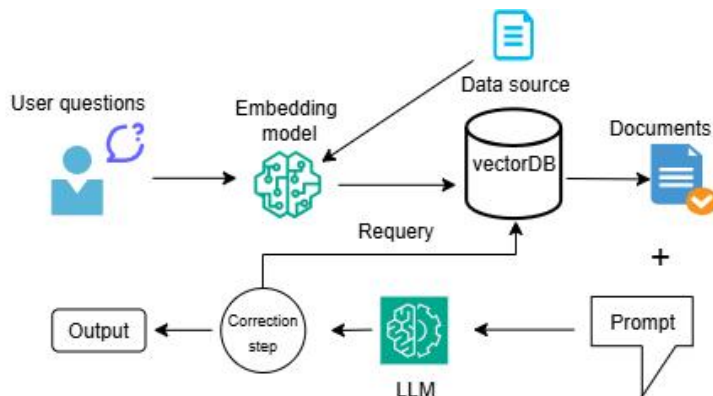 User questions
Embedding
model
Data source
vectorDB
Documents
Requery
+
Output
Correction
step
LLM
Prompt